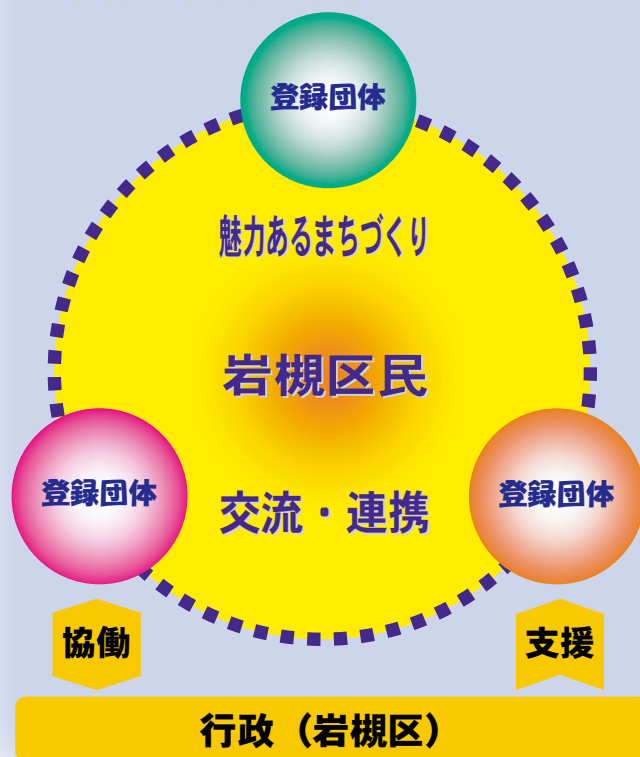 登録団体
魅力あるまちづくり
岩槻区民
登録団体
登録団体
交流・連携
協働
支援
行政（岩槻区）